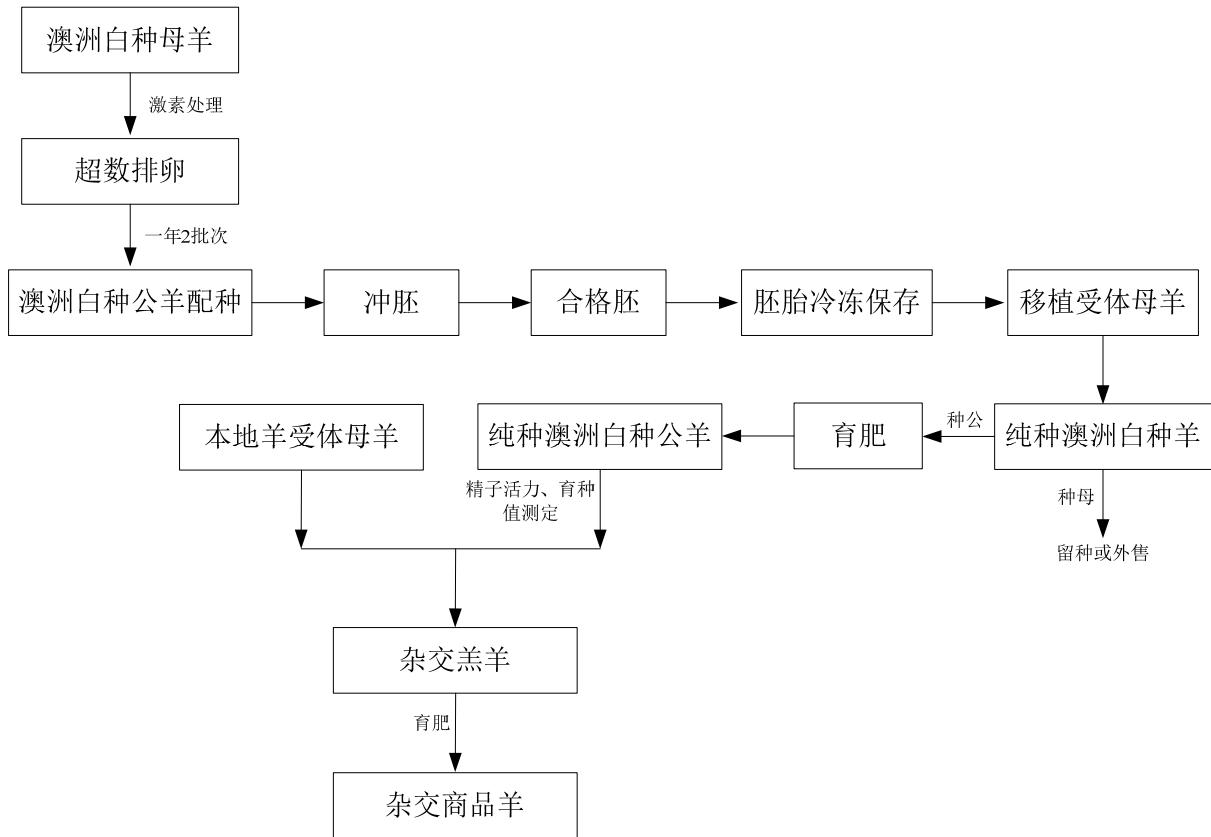 澳洲白种母羊
激素处理
超数排卵
一年2批次
澳洲白种公羊配种
冲胚
合格胚
胚胎冷冻保存
移植受体母羊
本地羊受体母羊
纯种澳洲白种公羊
育肥
种公
纯种澳洲白种羊
精子活力、育种
值测定
种母
留种或外售
杂交羔羊
育肥
杂交商品羊